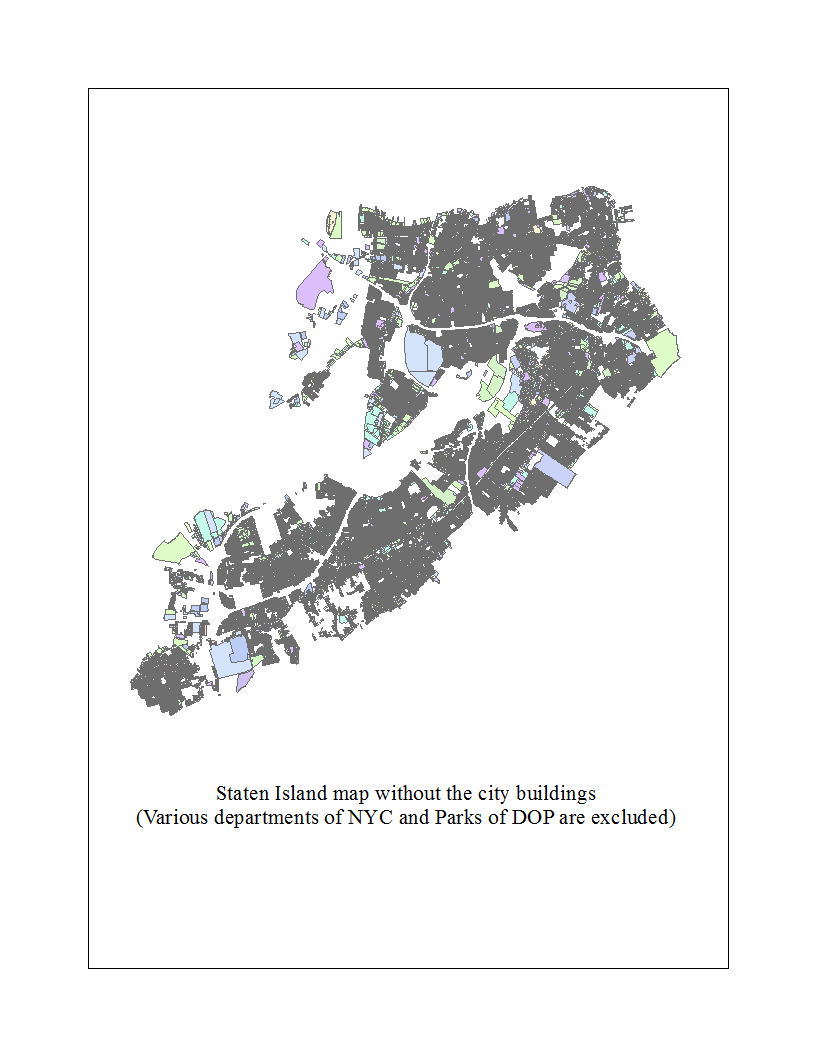 Staten Island map without the city buildings
(Various departments of NYC and Parks of DOP are excluded)